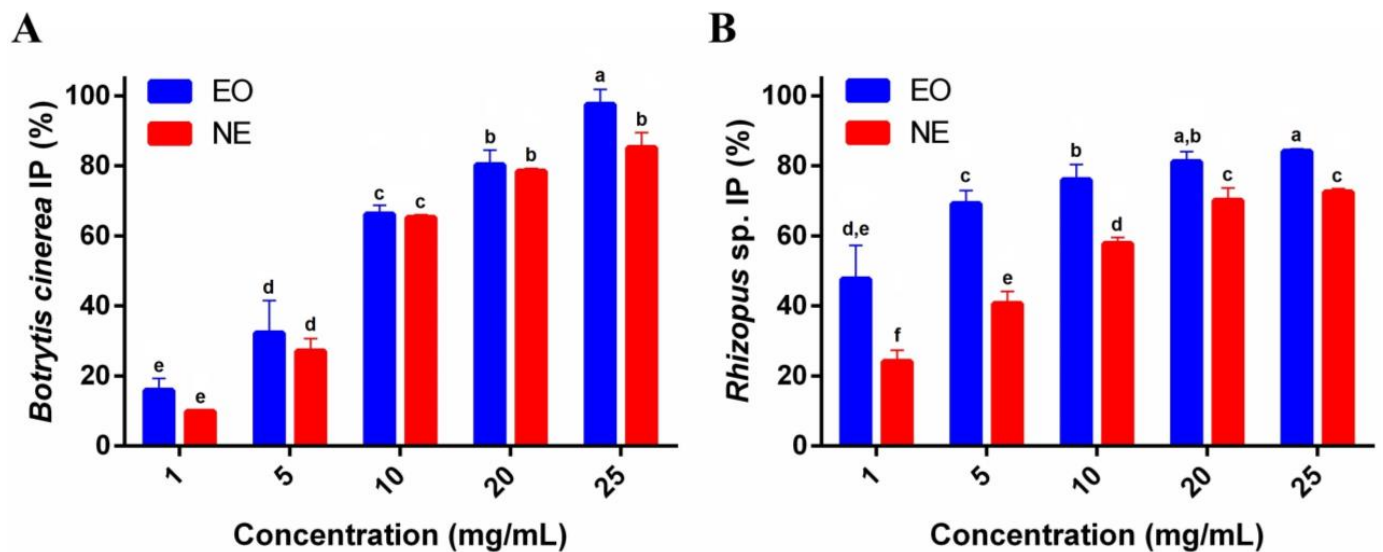 A
Botrytis cinerea IP (%)
100
80
60
40
20
0
EO
NE
e
e
d
d
c
c
b
b
a
b
1
5
10
20
25
Concentration (mg/mL)
B
Rhizopus sp. IP (%)
100
80
60
40
20
0
EO
NE
d,e
f
c
e
b
d
a,b
c
a
c
1
5
10
20
25
Concentration (mg/mL)